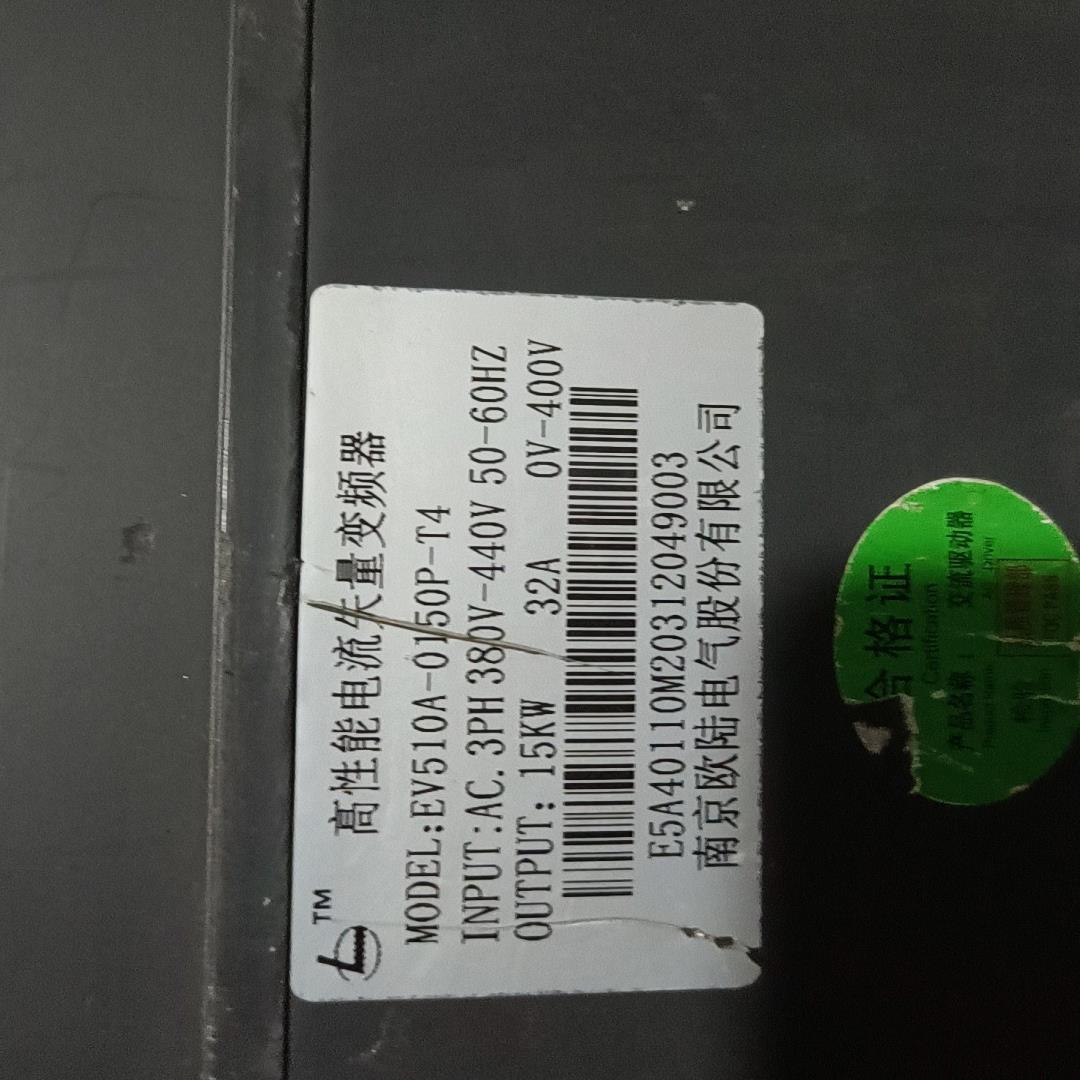 TM
高性能电流矢量变频器
MODEL:EV510A-0150P-T4
INPUT:AC.3PH 380V-440V 50-60HZ
OUTPUT: 15KW 32A 0V-400V
E5A40110M20312049003
南京欧陆电气股份有限公司
合格证
Certification
产品名称: 交流驱动器
Driver